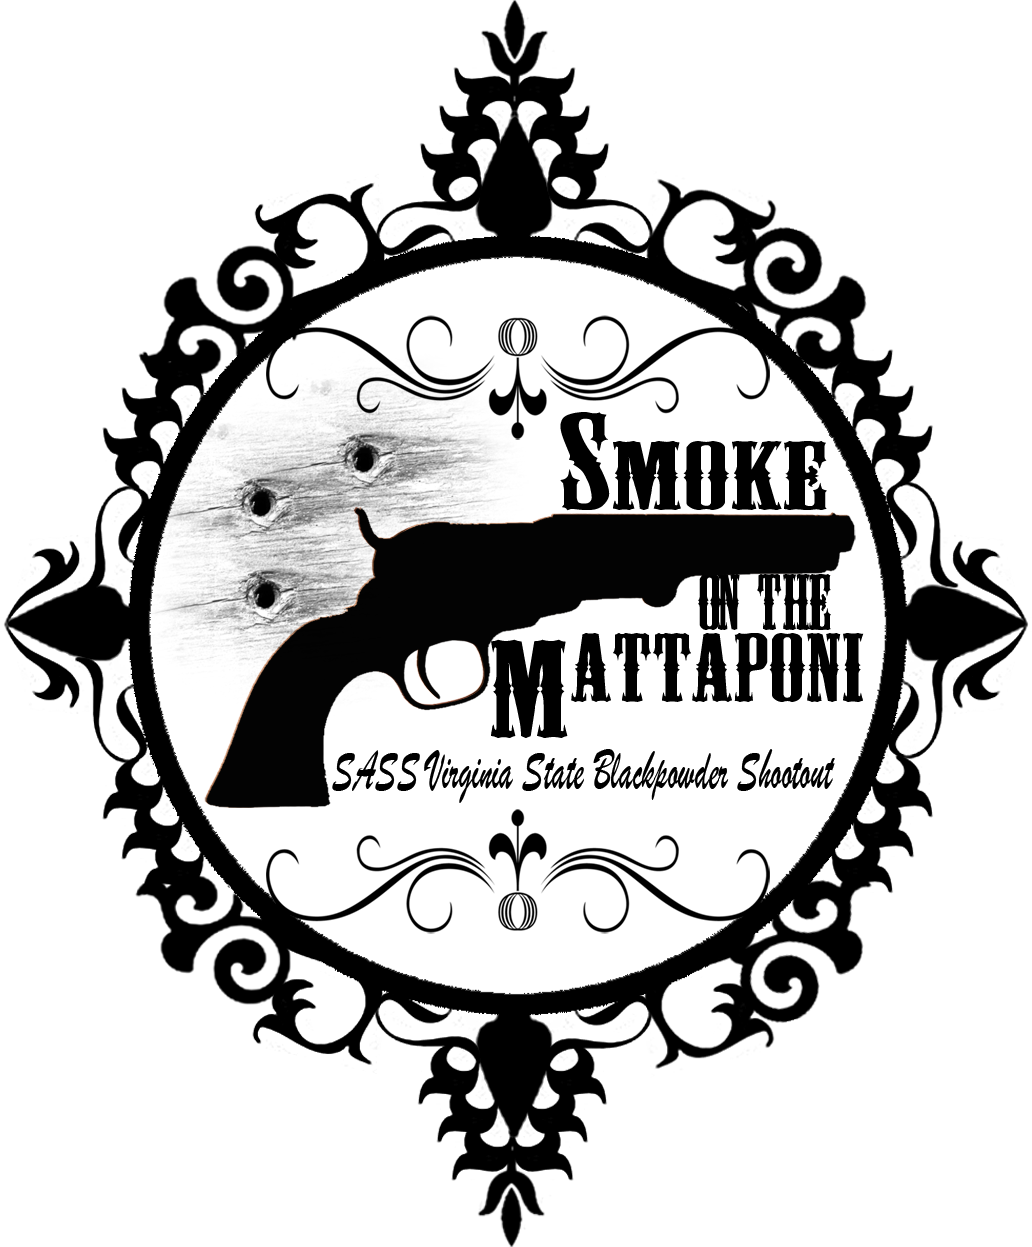 SMOKE
ON THE
MATTAPONI
SASS Virginia State Blackpowder Shootout